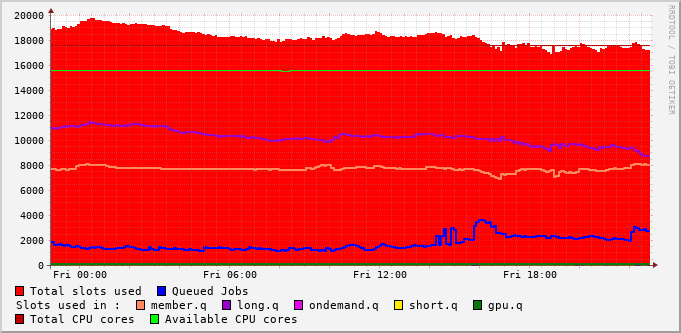 20000
18000
16000
14000
12000
10000
8000
6000
4000
2000
0
Fri 00:00 Fri 06:00 Fri 12:00 Fri 18:00
RRDTOOL / TOBI OETIKER
Total slots used Queued Jobs
Slots used in : member.q long.q ondemand.q short.q gpu.q
Total CPU cores Available CPU cores